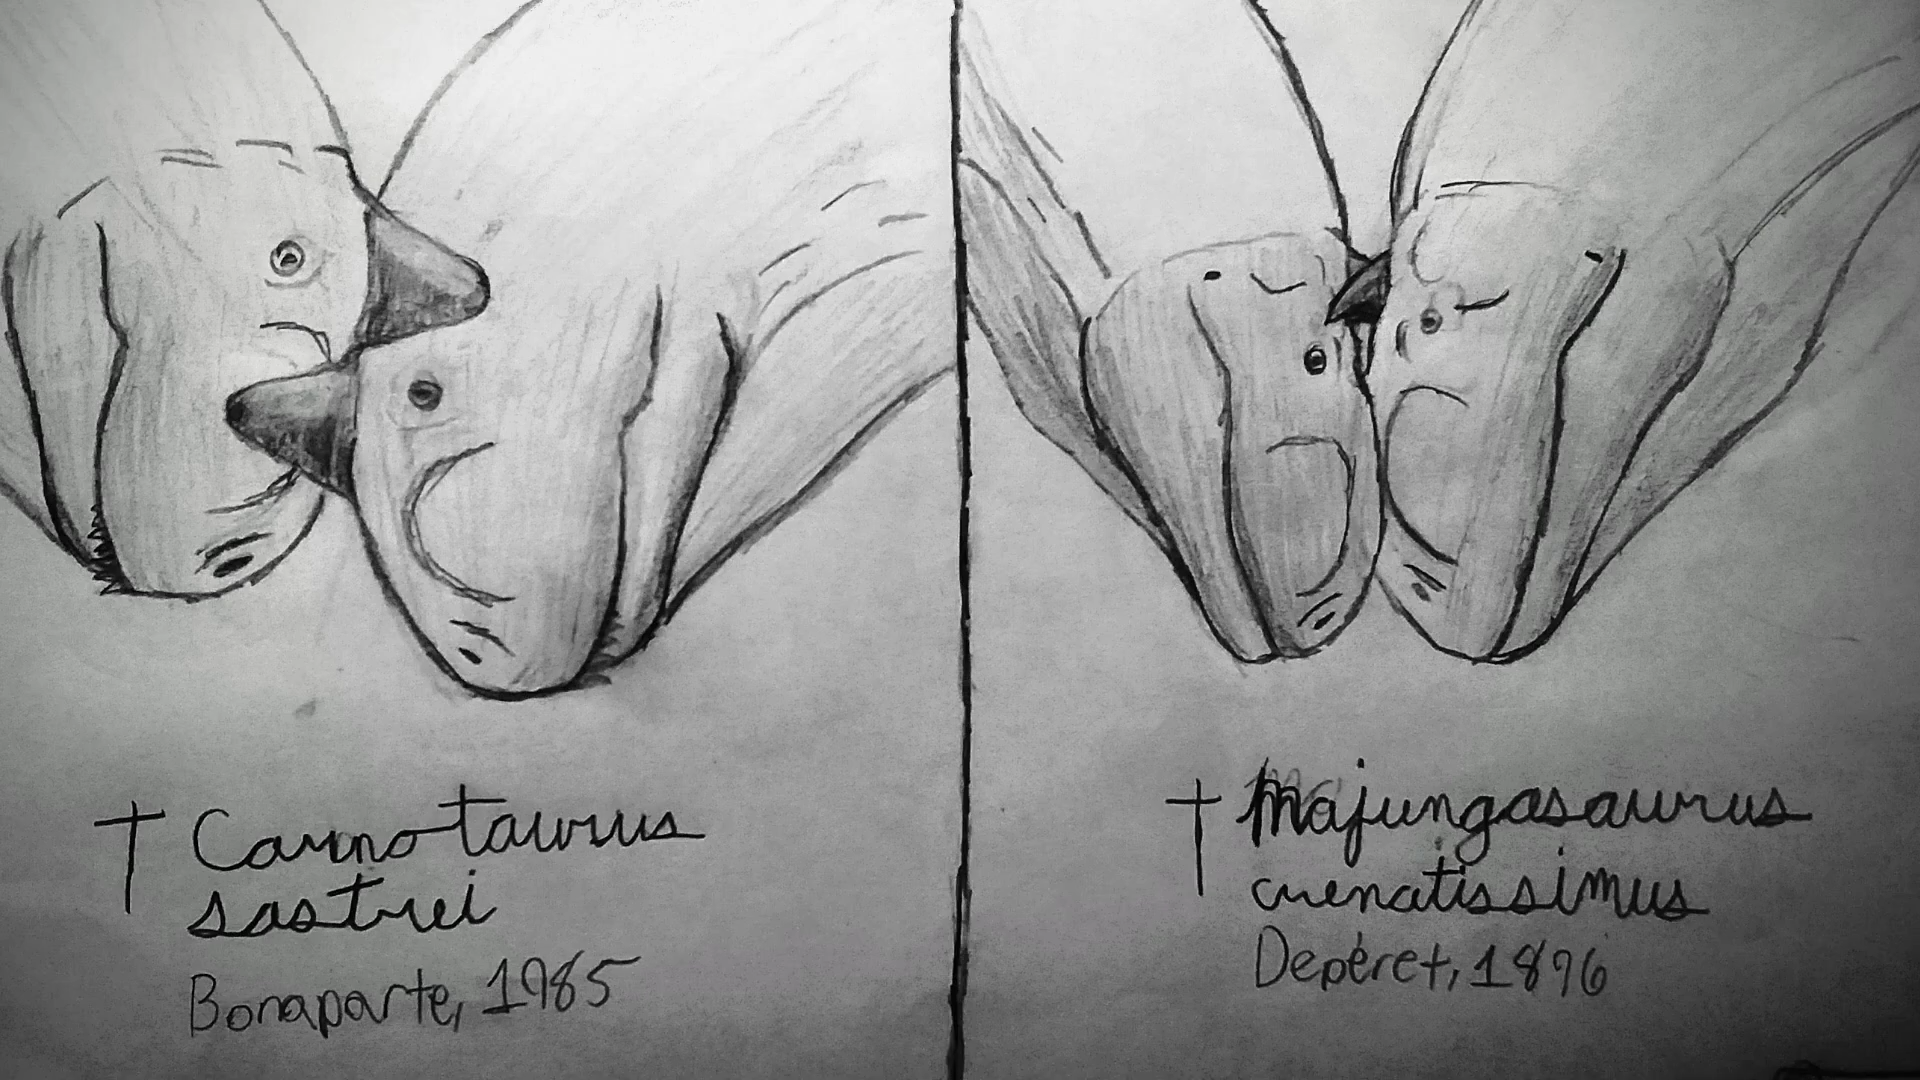 † Carnotaurus
sastrei
Bonaparte, 1985
† Majungasaurus
crenatissimus
Depéret, 1896